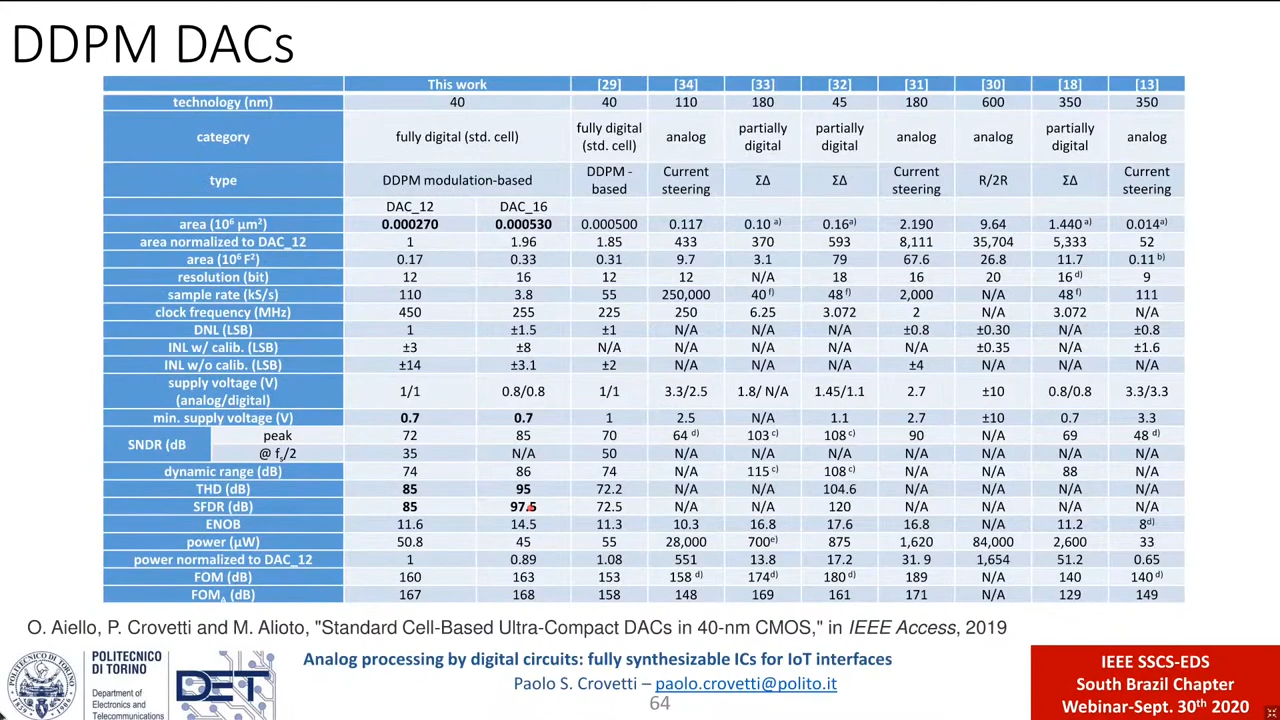 DDPM DACs
This work [29] [34] [33] [32] [31] [30] [18] [13]
technology (nm) 40 40 110 180 45 180 600 350 350
category fully digital (std. cell) fully digital (std. cell) analog partially digital partially digital analog analog partially digital analog
type DDPM modulation-based DDPM - based Current steering ΣΔ ΣΔ Current steering R/2R ΣΔ Current steering
DAC_12 DAC_16
area (10⁶ µm²) 0.000270 0.000530 0.000500 0.117 0.10 a) 0.16a) 2.190 9.64 1.440 a) 0.014a)
area normalized to DAC_12 1 1.96 1.85 433 370 593 8,111 35,704 5,333 52
area (10⁶ F²) 0.17 0.33 0.31 9.7 3.1 79 67.6 26.8 11.7 0.11 b)
resolution (bit) 12 16 12 12 N/A 18 16 20 16 d) 9
sample rate (kS/s) 110 3.8 55 250,000 40 f) 48 f) 2,000 N/A 48 f) 111
clock frequency (MHz) 450 255 225 250 6.25 3.072 2 N/A 3.072 N/A
DNL (LSB) 1 ±1.5 ±1 N/A N/A N/A ±0.8 ±0.30 N/A ±0.8
INL w/ calib. (LSB) ±3 ±8 N/A N/A N/A N/A N/A ±0.35 N/A ±1.6
INL w/o calib. (LSB) ±14 ±3.1 ±2 N/A N/A N/A ±4 N/A N/A
supply voltage (V) (analog/digital) 1/1 0.8/0.8 1/1 3.3/2.5 1.8/ N/A 1.45/1.1 2.7 ±10 0.8/0.8 3.3/3.3
min. supply voltage (V) 0.7 0.7 1 2.5 N/A 1.1 2.7 ±10 0.7 3.3
SNDR (dB peak 72 85 70 64 d) 103 c) 108 c) 90 N/A 69 48 d)
@ fs/2 35 N/A 50 N/A N/A N/A N/A N/A N/A N/A
dynamic range (dB) 74 86 74 N/A 115 c) 108 c) N/A N/A 88 N/A
THD (dB) 85 95 72.2 N/A N/A 104.6 N/A N/A N/A N/A
SFDR (dB) 85 97.5 72.5 N/A N/A 120 N/A N/A N/A N/A
ENOB 11.6 14.5 11.3 10.3 16.8 17.6 16.8 N/A 11.2 8d)
power (µW) 50.8 45 55 28,000 700e) 875 1,620 84,000 2,600 33
power normalized to DAC_12 1 0.89 1.08 551 13.8 17.2 31.5 1,654 51.2 0.65
FOM (dB) 160 163 153 158 d) 174d) 180 d) 189 N/A 140 140 d)
FOMA (dB) 167 168 158 148 169 161 171 N/A 129 149
O. Aiello, P. Crovetti and M. Alioto, "Standard Cell-Based Ultra-Compact DACs in 40-nm CMOS," in IEEE Access, 2019
POLITECNICO
DI TORINO
Department of
Electronics and
Telecommunications
DET
Analog processing by digital circuits: fully synthesizable ICs for IoT interfaces
Paolo S. Crovetti – paolo.crovetti@polito.it
64
IEEE SSCS-EDS
South Brazil Chapter
Webinar-Sept. 30th 2020